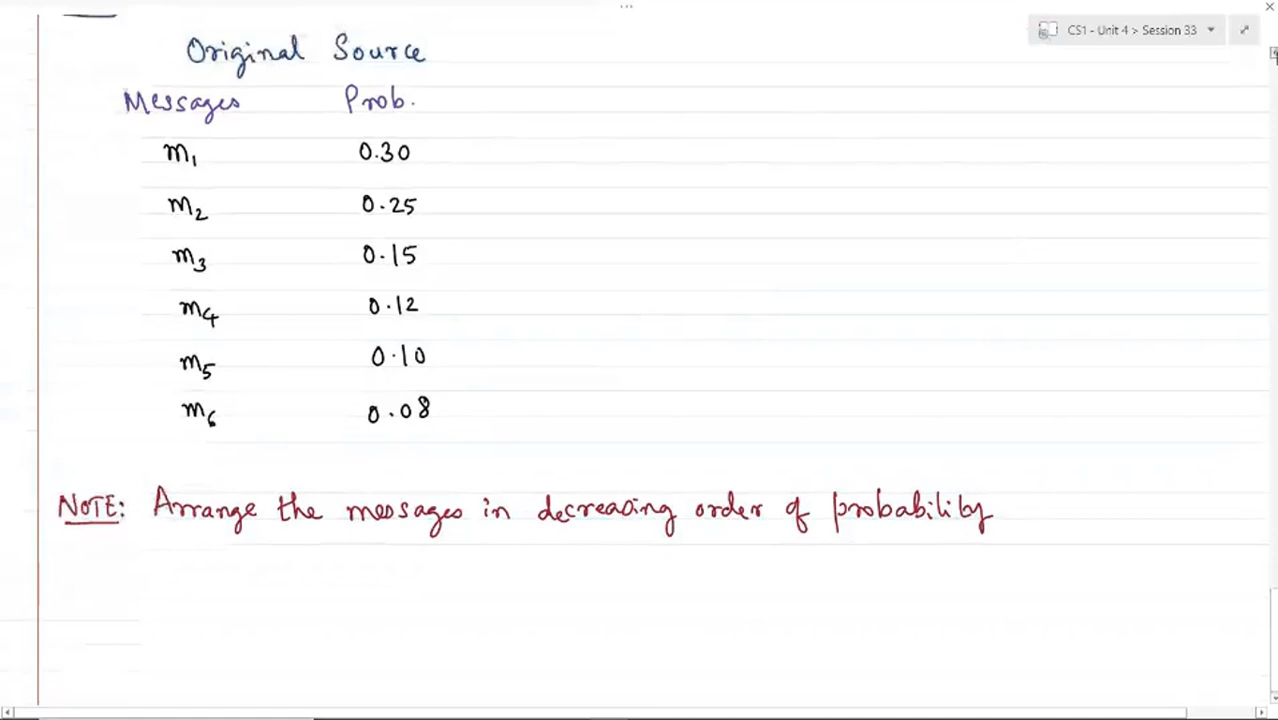 CS1 - Unit 4 > Session 33
Original Source
Messages Prob.
m1 0.30
m2 0.25
m3 0.15
m4 0.12
m5 0.10
m6 0.08
NOTE: Arrange the messages in decreasing order of probability